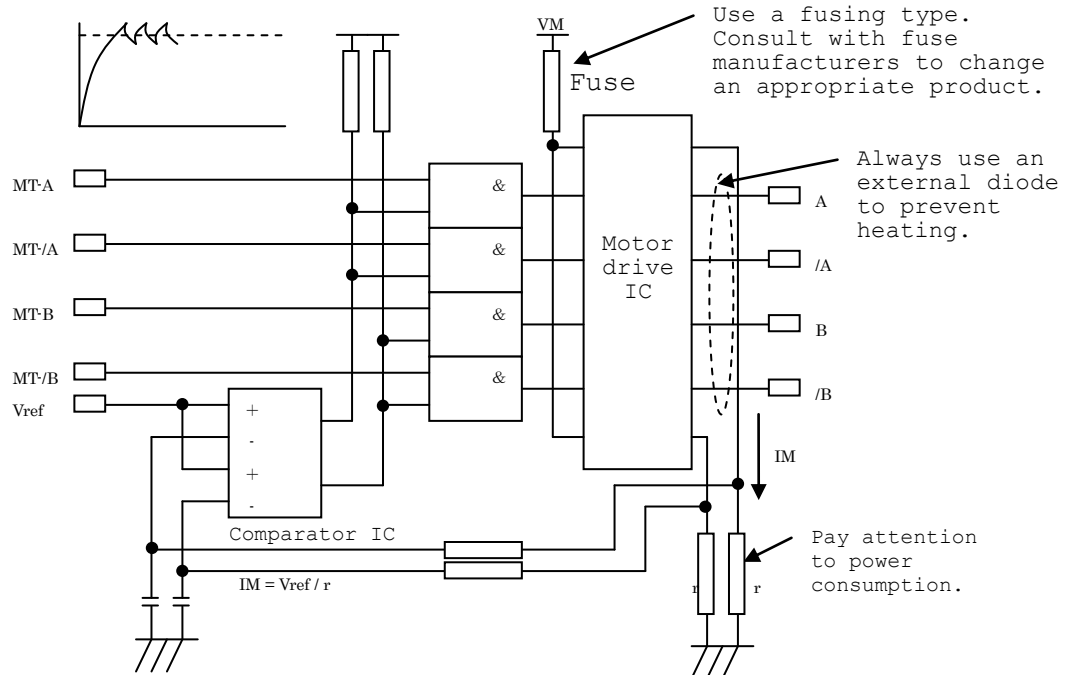 VM
Use a fusing type.
Consult with fuse
manufacturers to change
an appropriate product.
Fuse
Always use an
external diode
to prevent
heating.
MT-A
&
A
MT-/A
&
Motor
drive
IC
/A
MT-B
&
B
MT-/B
&
/B
Vref
+
-
+
-
IM
Comparator IC
IM = Vref / r
Pay attention
to power
consumption.
r
r